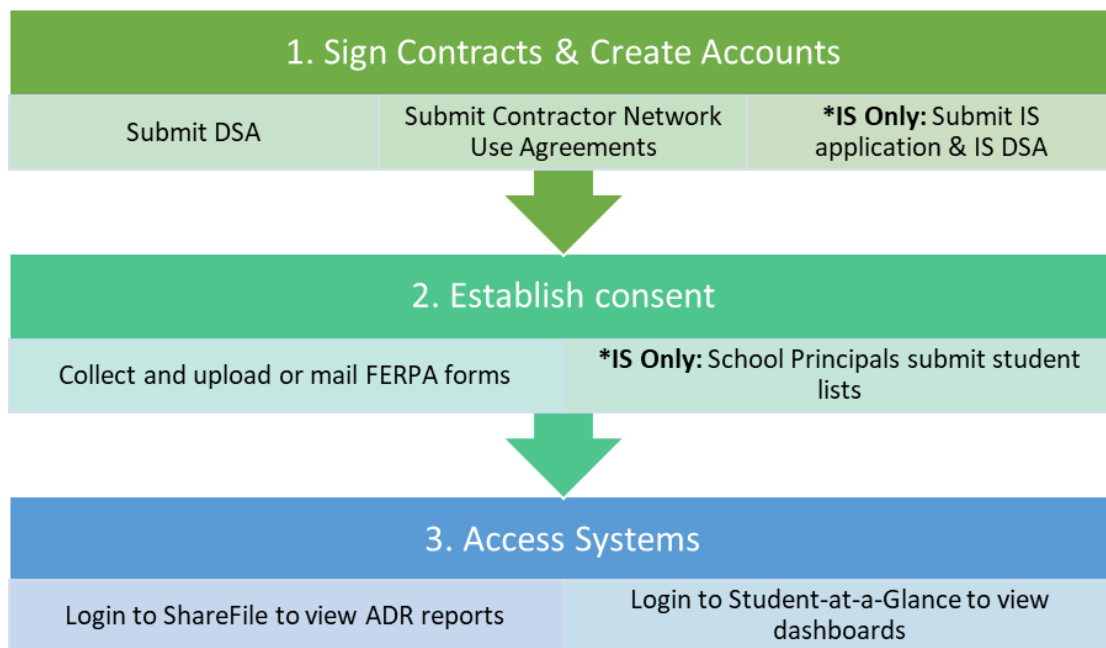 1. Sign Contracts & Create Accounts
Submit DSA
Submit Contractor Network
Use Agreements
*IS Only: Submit IS
application & IS DSA
2. Establish consent
Collect and upload or mail FERPA forms
*IS Only: School Principals submit student
lists
3. Access Systems
Login to ShareFile to view ADR reports
Login to Student-at-a-Glance to view
dashboards